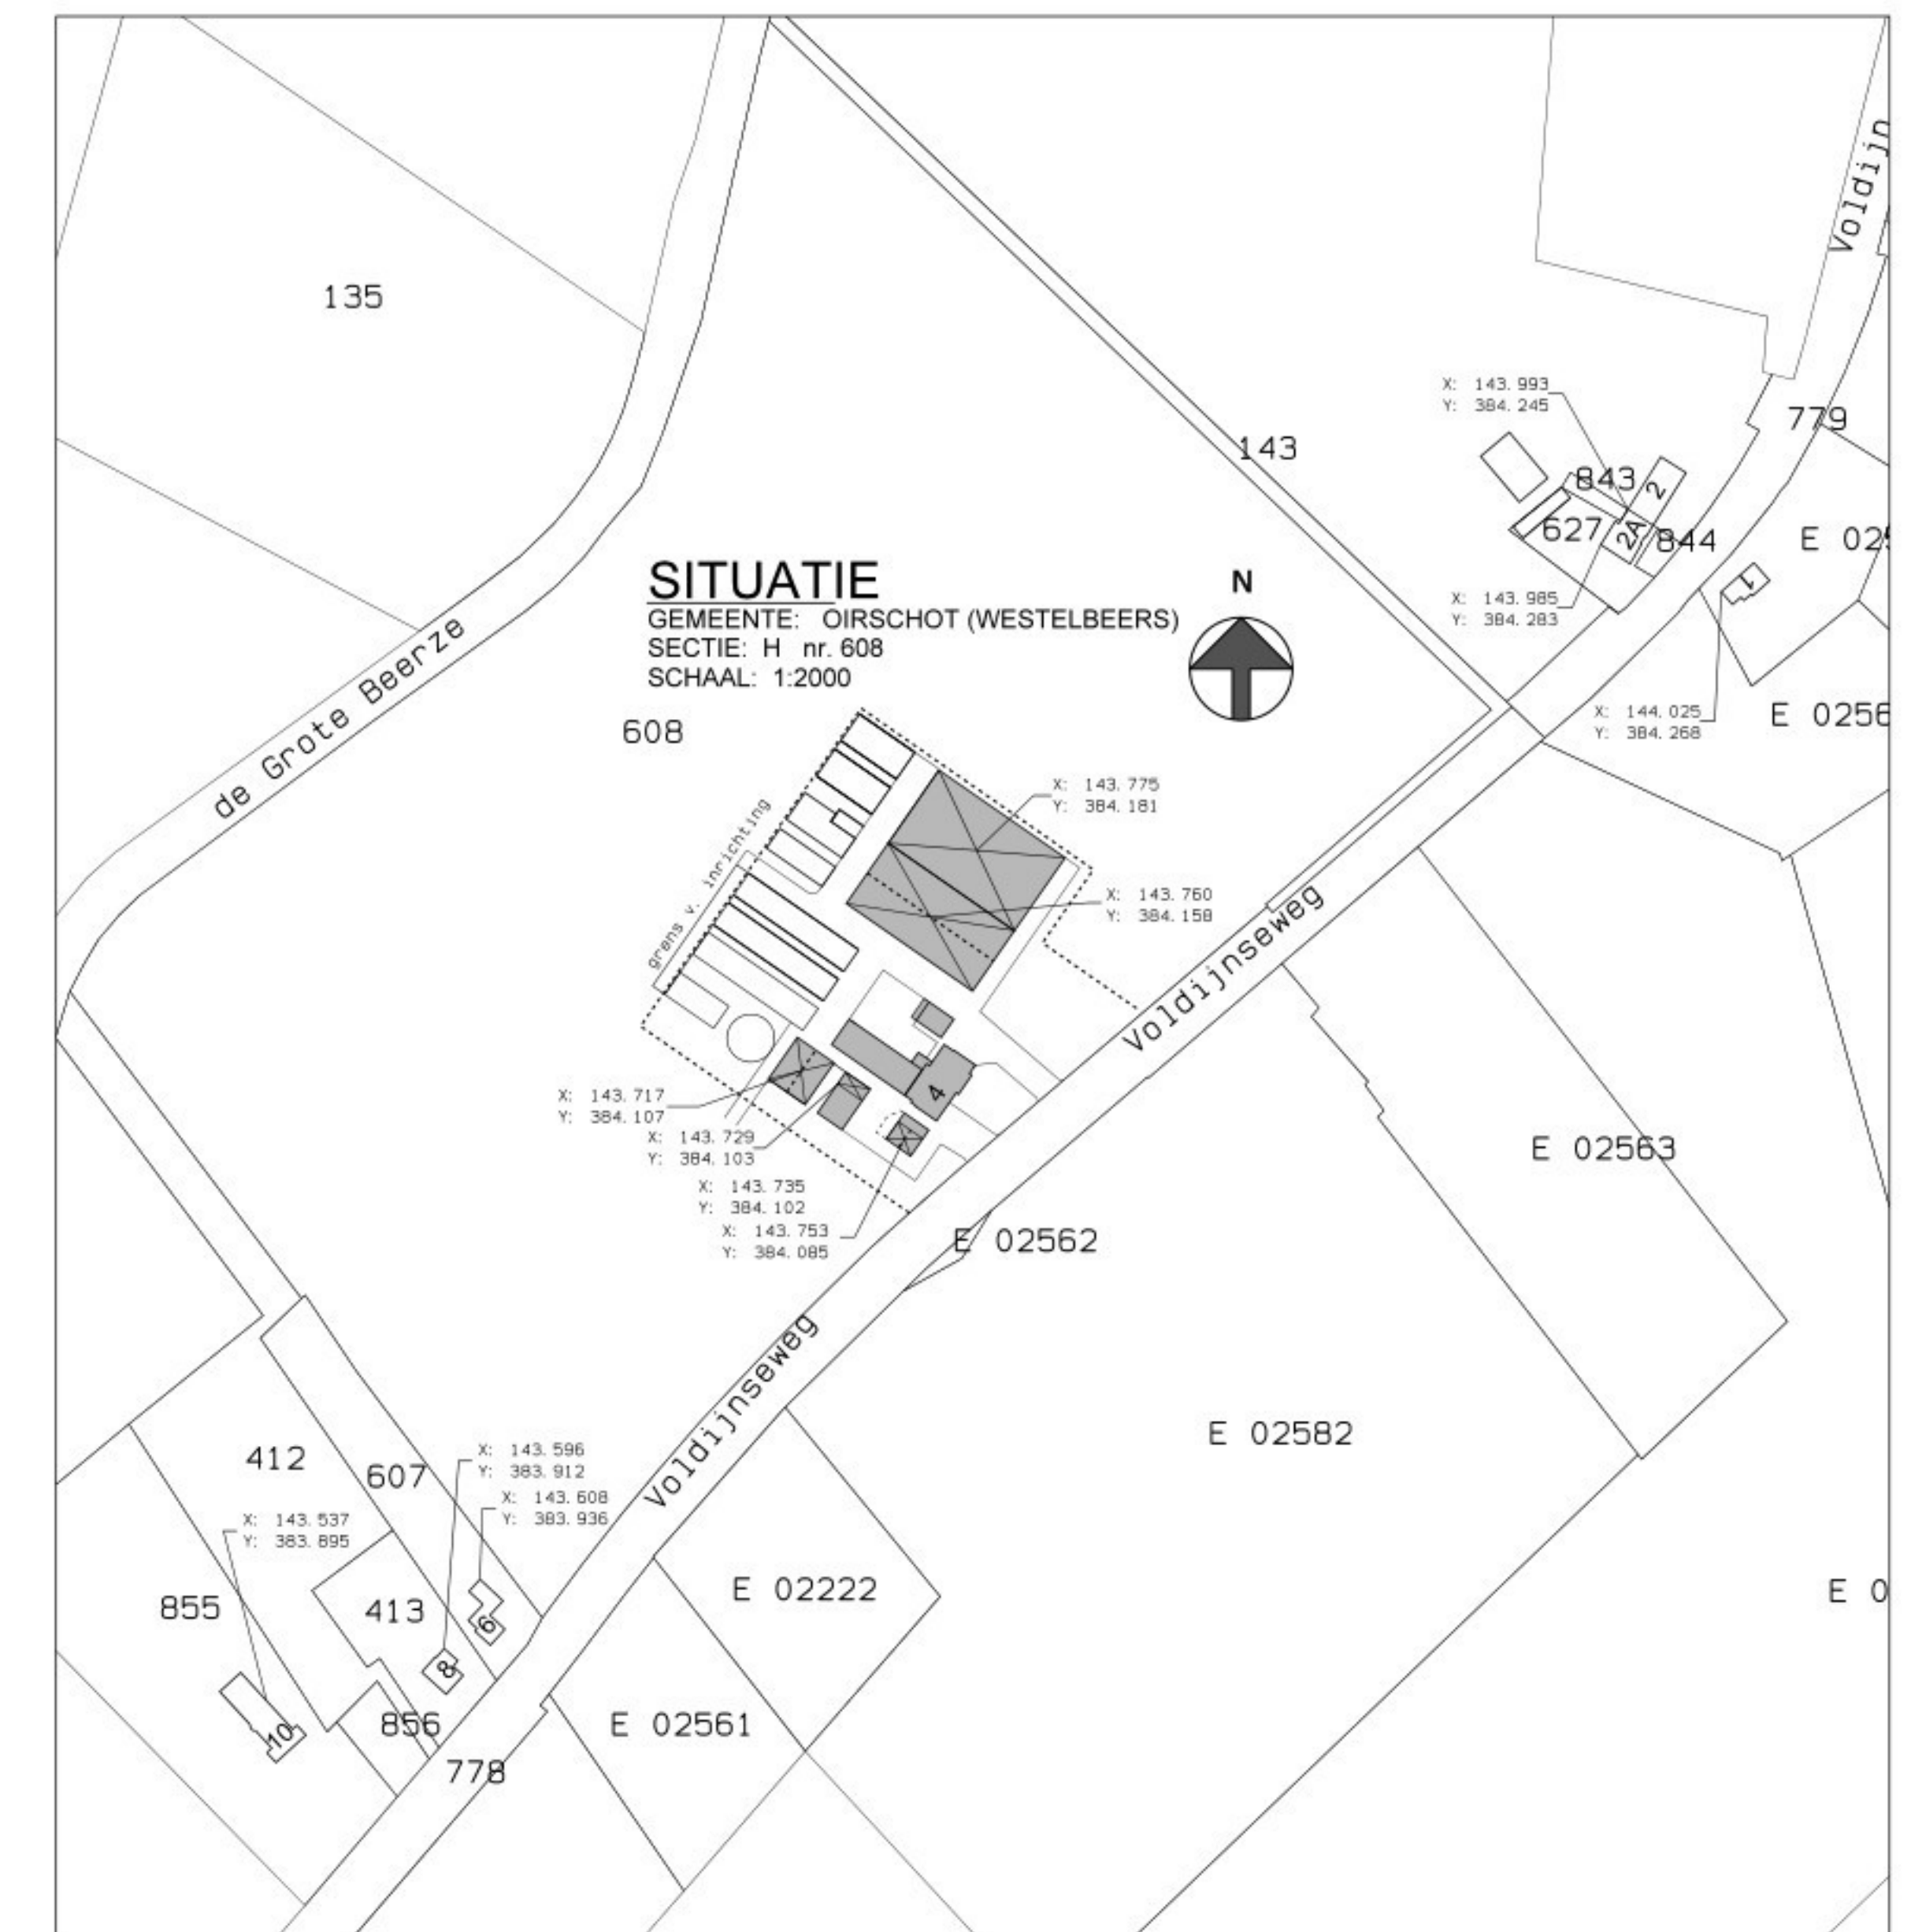 Voldijn
135
X: 143.993
Y: 384.245
779
143
843
2
627
2A
844
E 025
SITUATIE
GEMEENTE: OIRSCHOT (WESTELBEERS)
SECTIE: H nr. 608
SCHAAL: 1:2000
N
1
X: 143.985
Y: 384.283
de Grote Beerze
608
X: 144.025
Y: 384.268
E 0256
X: 143.775
Y: 384.181
grens v. inrichting
X: 143.760
Y: 384.158
Voldijnseweg
4
X: 143.717
Y: 384.107
X: 143.729
Y: 384.103
X: 143.735
Y: 384.102
X: 143.753
Y: 384.085
E 02563
E 02562
Voldijnseweg
E 02582
412
607
X: 143.596
Y: 383.912
X: 143.608
Y: 383.936
X: 143.537
Y: 383.895
855
413
6
8
10
856
778
E 02222
E 02561
E 0